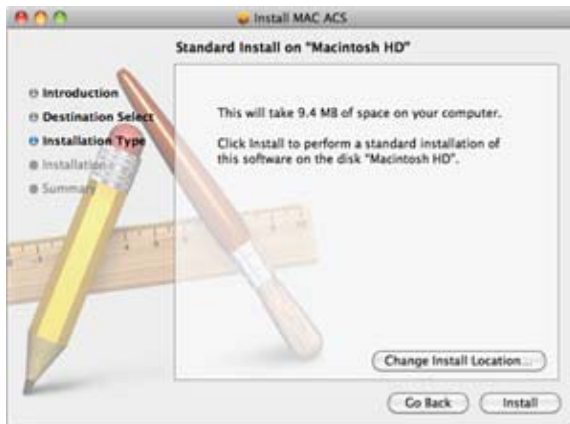 Install MAC ACS
Standard Install on "Macintosh HD"
Introduction
Destination Select
Installation Type
Installation
Summary
This will take 9.4 MB of space on your computer.
Click Install to perform a standard installation of
this software on the disk "Macintosh HD".
Change Install Location...
Go Back
Install